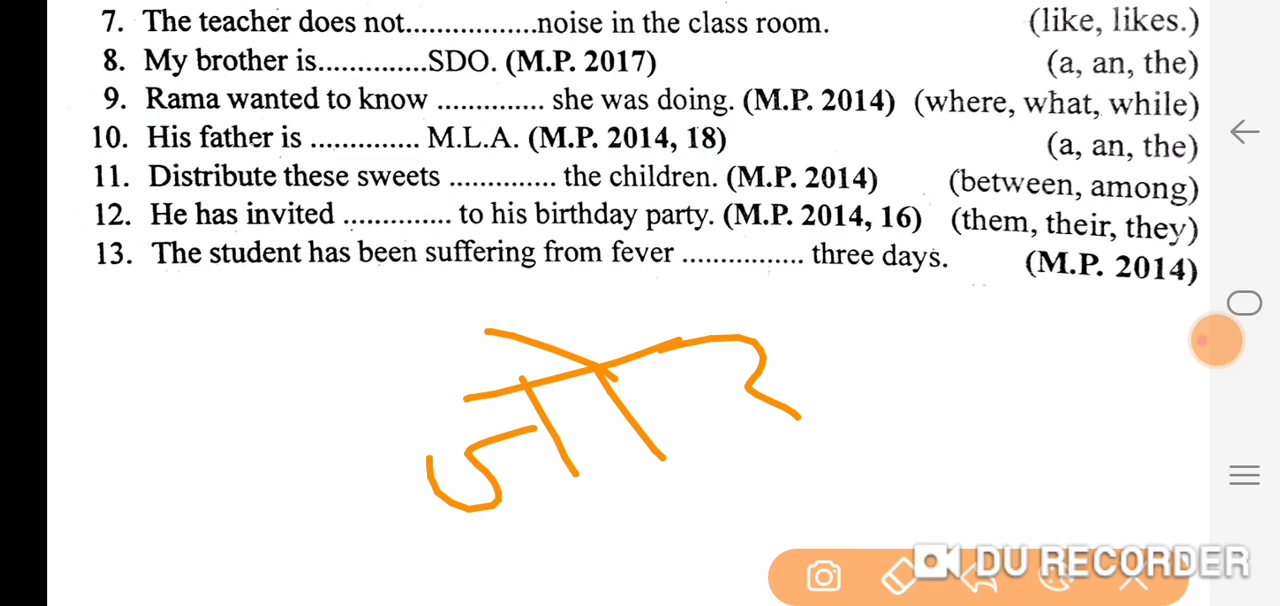 7. The teacher does not.................noise in the class room. (like, likes.)
8. My brother is..............SDO. (M.P. 2017) (a, an, the)
9. Rama wanted to know .............. she was doing. (M.P. 2014) (where, what, while)
10. His father is .............. M.L.A. (M.P. 2014, 18) (a, an, the)
11. Distribute these sweets .............. the children. (M.P. 2014) (between, among)
12. He has invited .............. to his birthday party. (M.P. 2014, 16) (them, their, they)
13. The student has been suffering from fever ................ three days. (M.P. 2014)
जोर
DU RECORDER